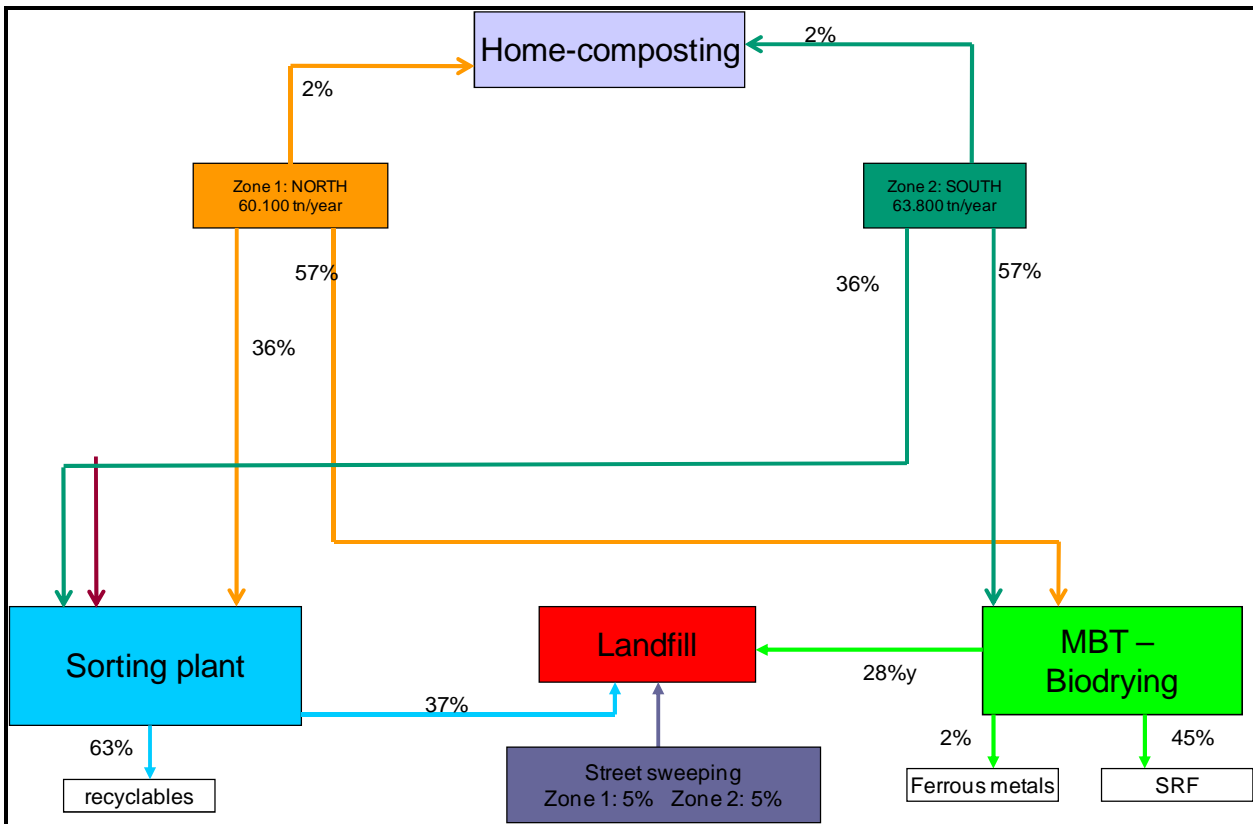 Home-composting
2%
2%
Zone 1: NORTH
60.100 tn/year
Zone 2: SOUTH
63.800 tn/year
57%
36%
36%
57%
Sorting plant
Landfill
MBT –
Biodrying
37%
28%y
63%
2%
45%
recyclables
Street sweeping
Zone 1: 5% Zone 2: 5%
Ferrous metals
SRF